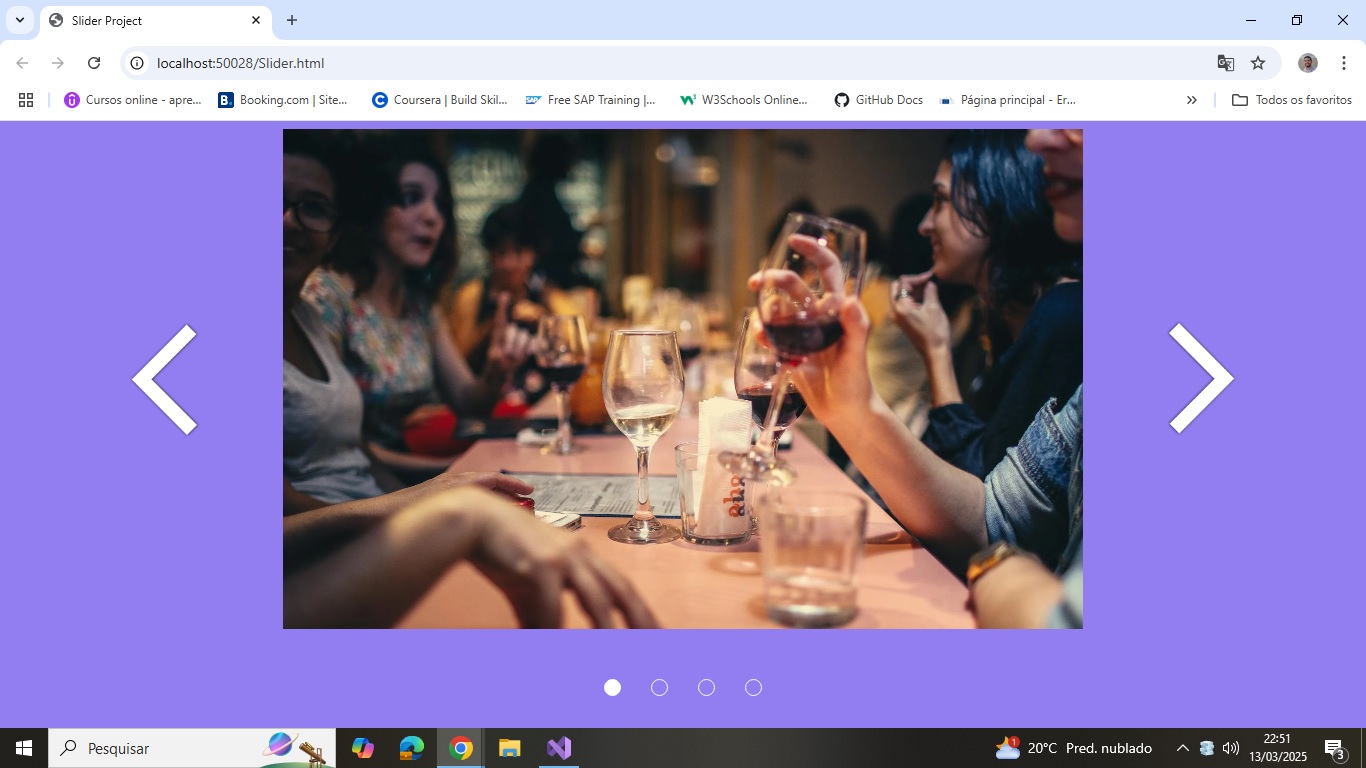 Slider Project
localhost:50028/Slider.html
Cursos online - apre...
B.
Booking.com | Site...
C
Coursera | Build Skil...
SAP
Free SAP Training |...
W3Schools Online...
GitHub Docs
Página principal - Er...
Todos os favoritos
Pesquisar
1
20°C Pred. nublado
22:51
13/03/2025
3